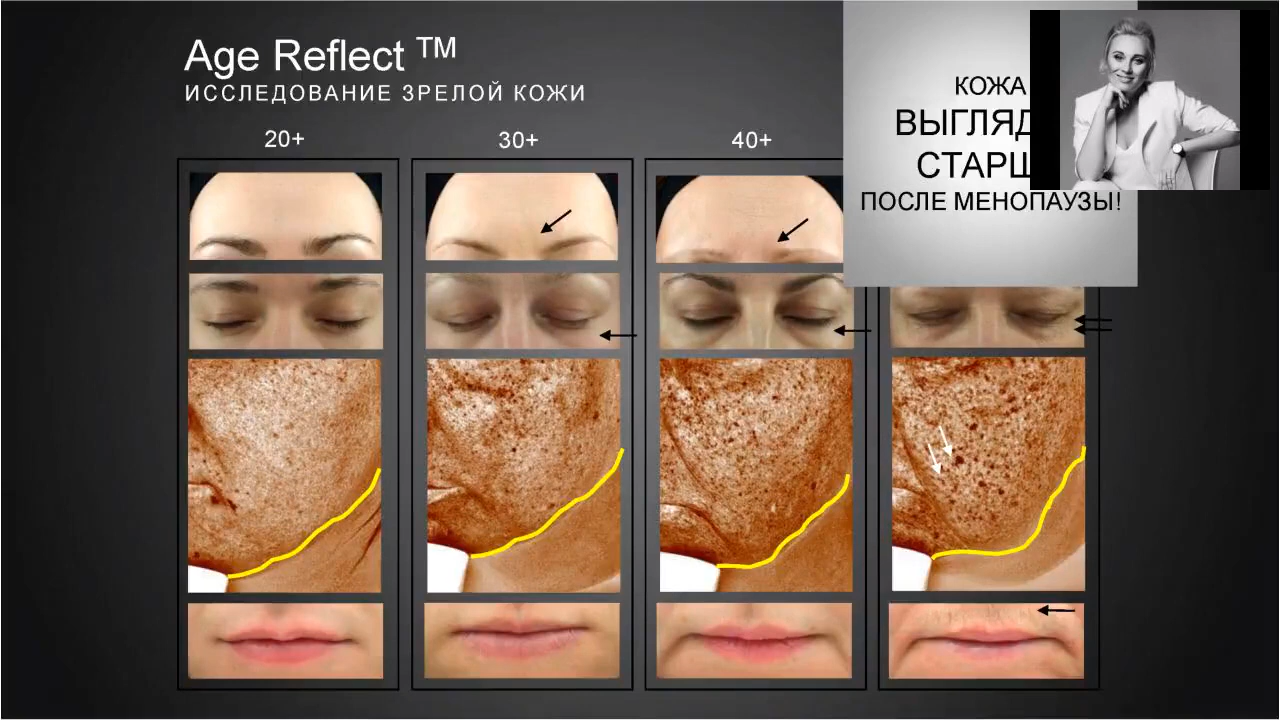 Age Reflect ™
ИССЛЕДОВАНИЕ ЗРЕЛОЙ КОЖИ
20+
30+
40+
КОЖА
ПОСЛЕ МЕНОПАУЗЫ!